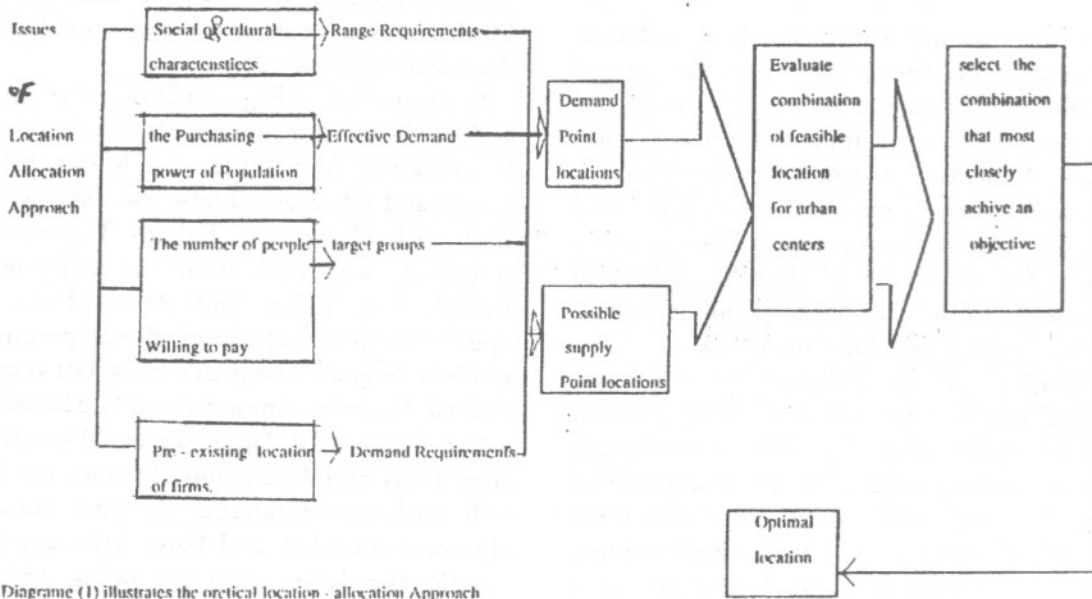 Issues
of
Location
Allocation
Approach
Social of cultural
charactenstices
Range Requirements
the Purchasing
power of Population
Effective Demand
The number of people
Willing to pay
target groups
Pre - existing location
of firms.
Demand Requirements
Demand
Point
locations
Possible
supply
Point locations
Evaluate
combination
of feasible
location
for urban
centers
select the
combination
that most
closely
achive an
objective
Optimal
location
Diagrame (1) illustrates the oretical location - allocation Approach